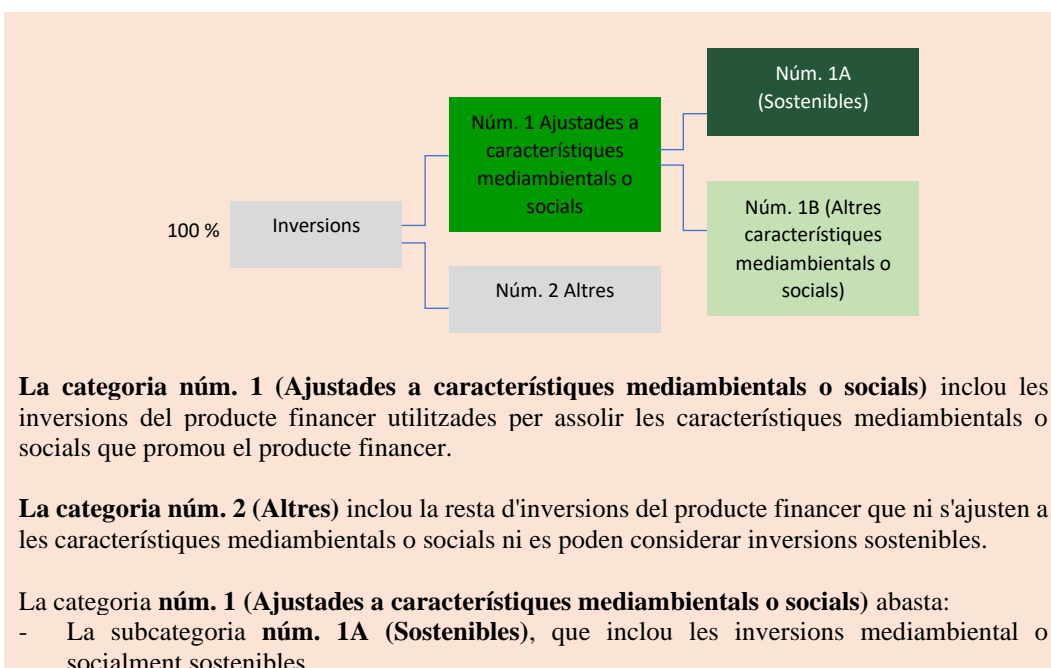 Núm. 1A
(Sostenibles)
Núm. 1 Ajustades a
característiques
mediambientals o
socials
100 %
Inversions
Núm. 1B (Altres
característiques
mediambientals o
socials)
Núm. 2 Altres
La categoria núm. 1 (Ajustades a característiques mediambientals o socials) inclou les
inversions del producte financer utilitzades per assolir les característiques mediambientals o
socials que promou el producte financer.
La categoria núm. 2 (Altres) inclou la resta d'inversions del producte financer que ni s'ajusten a
les característiques mediambientals o socials ni es poden considerar inversions sostenibles.
La categoria núm. 1 (Ajustades a característiques mediambientals o socials) abasta:
- La subcategoria núm. 1A (Sostenibles), que inclou les inversions mediambiental o
socialment sostenibles